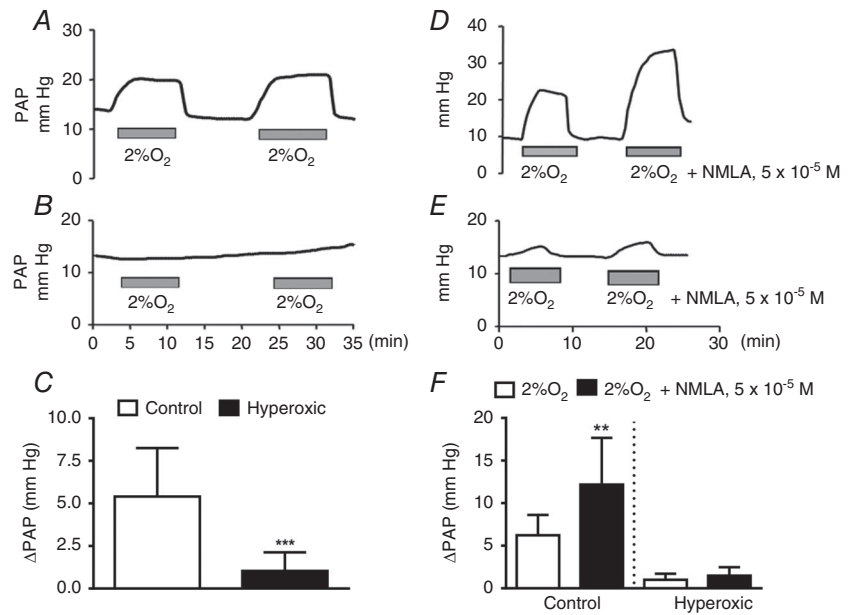 A
30
20
10
0
PAP
mm Hg
2%O₂
2%O₂
B
20
10
0
PAP
mm Hg
2%O₂
2%O₂
0 5 10 15 20 25 30 35 (min)
C
Control
Hyperoxic
10.0
7.5
5.0
2.5
0.0
ΔPAP (mm Hg)
***
D
40
30
20
10
0
mm Hg
2%O₂
2%O₂ + NMLA, 5 x 10⁻⁵ M
E
20
10
0
mm Hg
2%O₂
2%O₂ + NMLA, 5 x 10⁻⁵ M
0 10 20 30 (min)
F
2%O₂
2%O₂ + NMLA, 5 x 10⁻⁵ M
20
15
10
5
0
ΔPAP (mm Hg)
**
Control
Hyperoxic